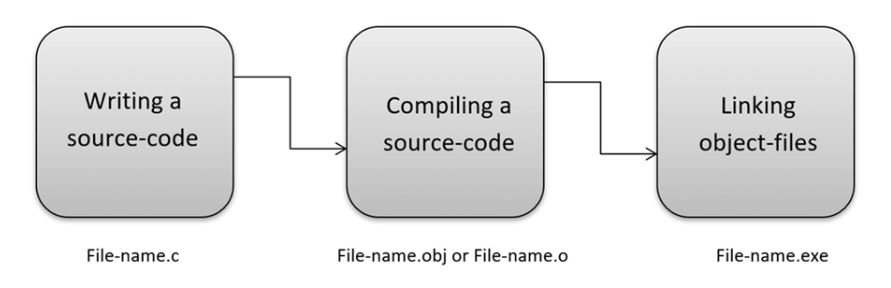 Writing a
source-code
Compiling a
source-code
Linking
object-files
File-name.c
File-name.obj or File-name.o
File-name.exe